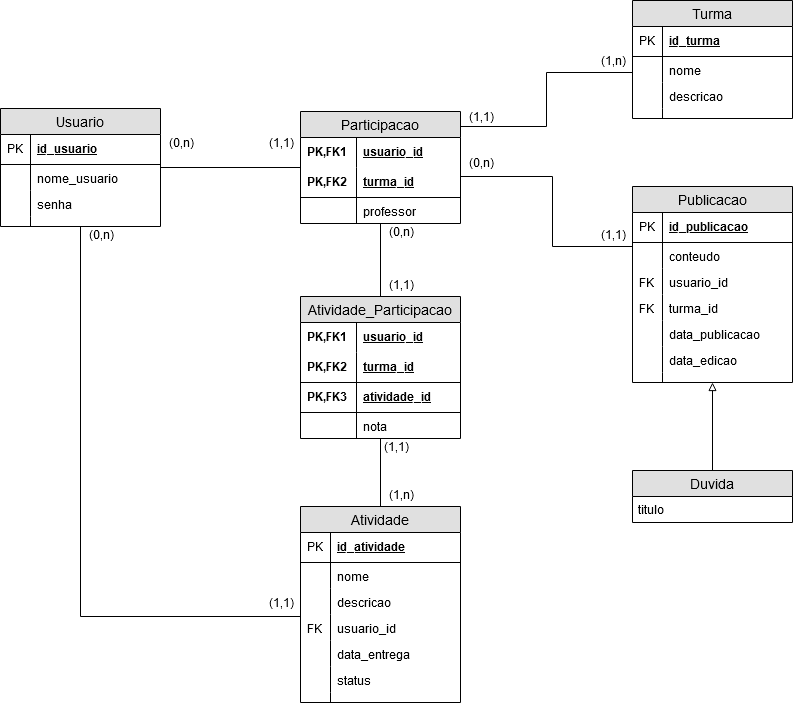 Turma
PK id_turma
nome
descricao
(1,n)
(1,1)
Usuario
PK id_usuario
nome_usuario
senha
(0,n)
(1,1)
(0,n)
Participacao
PK,FK1 usuario_id
PK,FK2 turma_id
professor
(0,n)
(0,n)
(1,1)
Publicacao
PK id_publicacao
conteudo
FK usuario_id
FK turma_id
data_publicacao
data_edicao
(1,1)
Atividade_Participacao
PK,FK1 usuario_id
PK,FK2 turma_id
PK,FK3 atividade_id
nota
(1,1)
(1,n)
Duvida
titulo
Atividade
PK id_atividade
nome
descricao
FK usuario_id
data_entrega
status
(1,1)